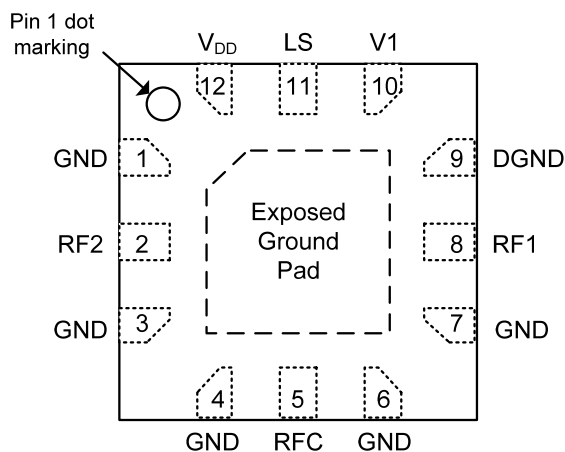 Pin 1 dot
marking
VDD LS V1
12 11 10
GND 1 9 DGND
Exposed
Ground
Pad
RF2 2 8 RF1
GND 3 7 GND
4 5 6
GND RFC GND